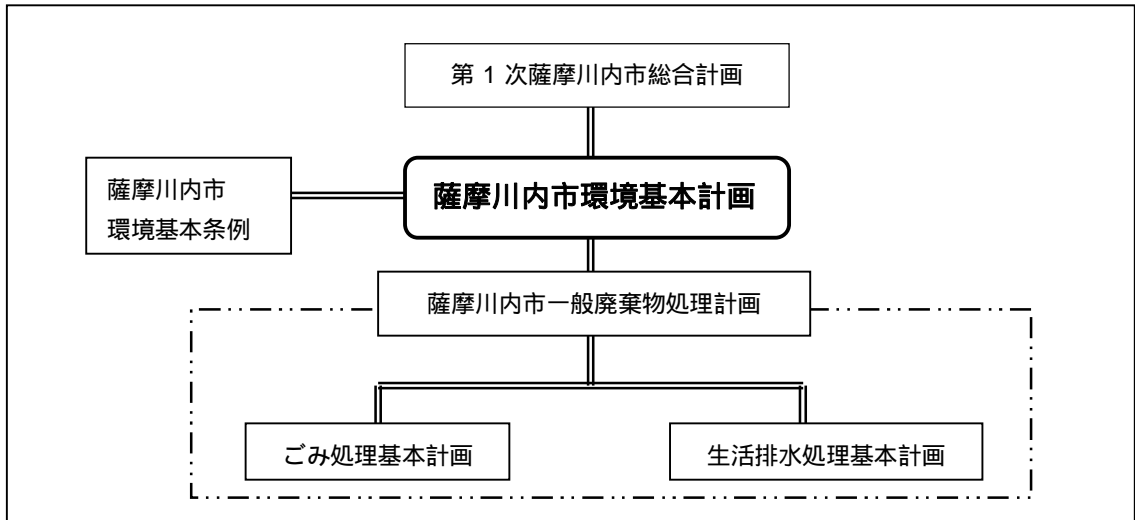 第 1 次薩摩川内市総合計画
薩摩川内市
環境基本条例
薩摩川内市環境基本計画
薩摩川内市一般廃棄物処理計画
ごみ処理基本計画
生活排水処理基本計画